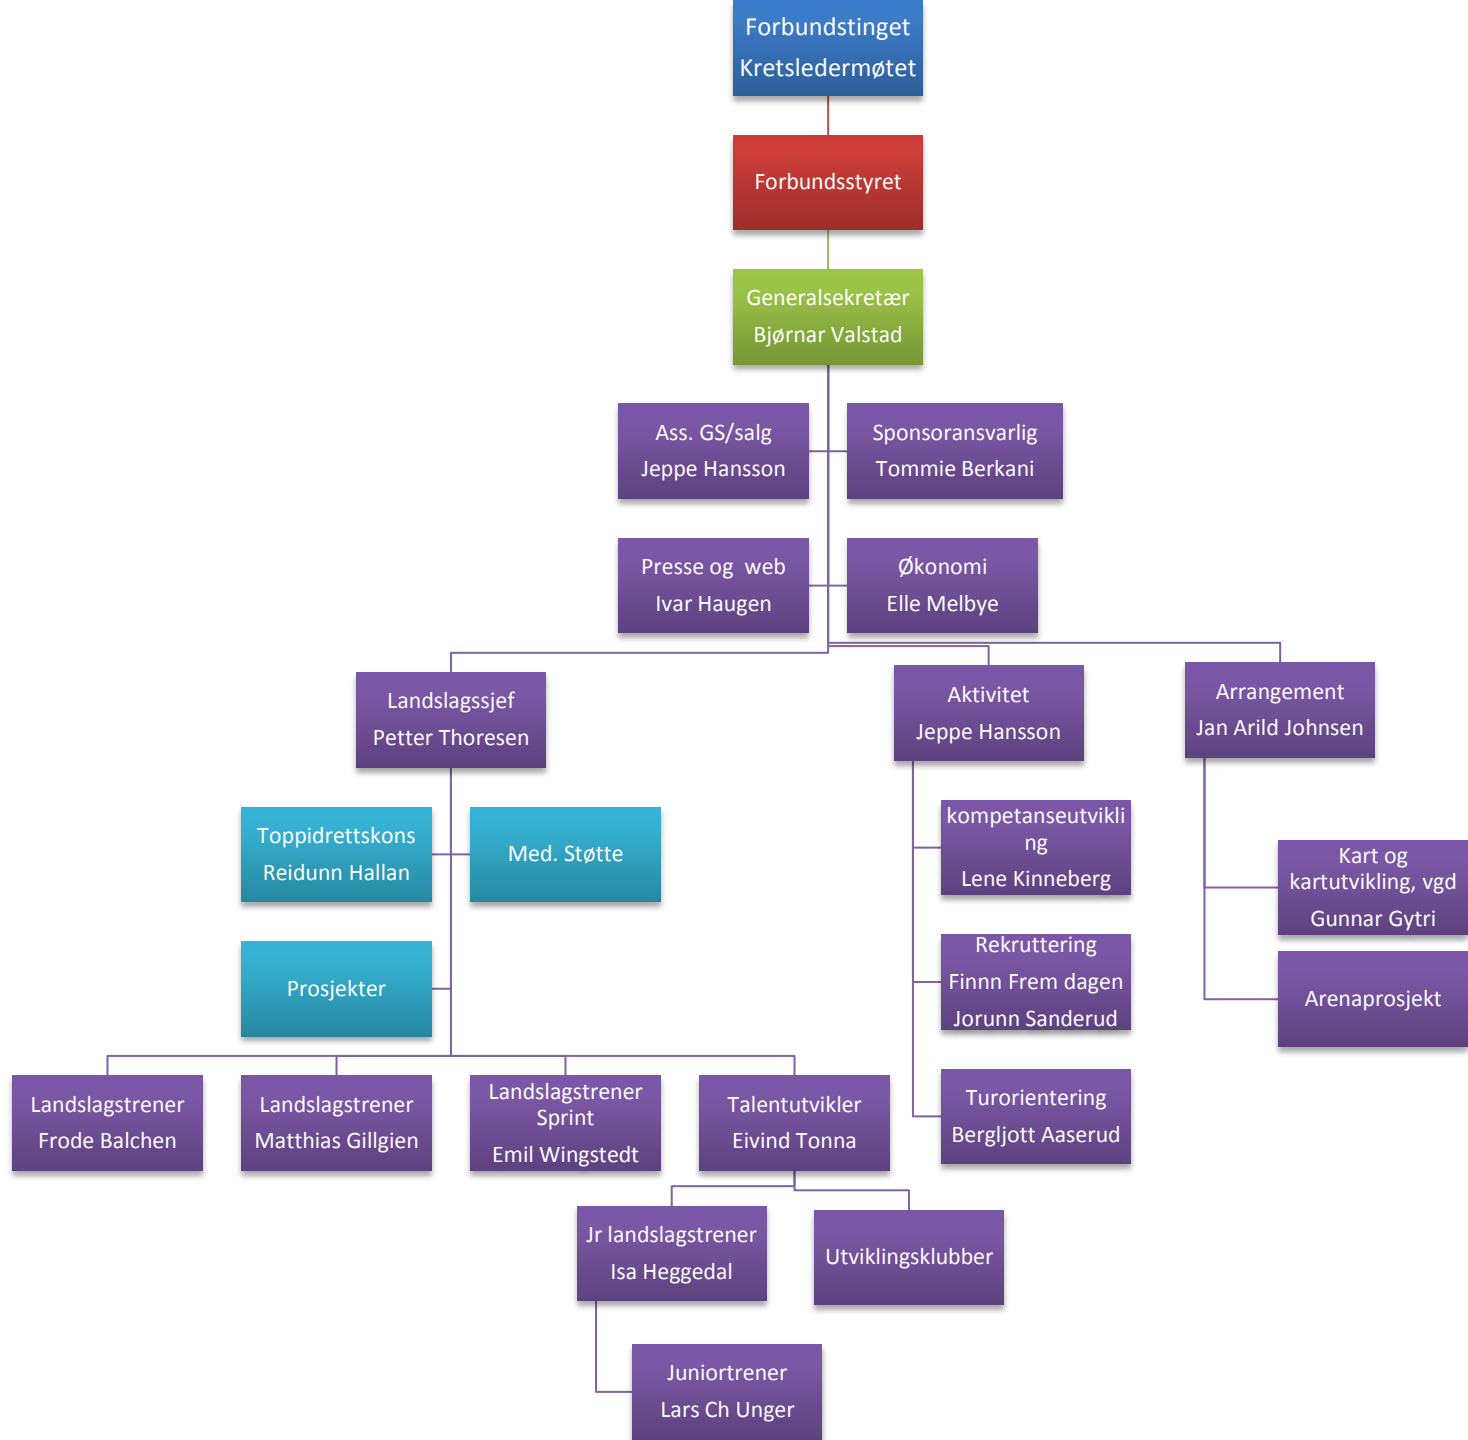 Forbundstinget
Kretsledermøtet
Forbundsstyret
Generalsekretær
Bjørnar Valstad
Ass. GS/salg
Jeppe Hansson
Sponsoransvarlig
Tommie Berkani
Presse og  web
Ivar Haugen
Økonomi
Elle Melbye
Landslagssjef
Petter Thoresen
Aktivitet
Jeppe Hansson
Arrangement
Jan Arild Johnsen
Toppidrettskons
Reidunn Hallan
Med. Støtte
Prosjekter
kompetanseutvikli
ng
Lene Kinneberg
Rekruttering
Finnn Frem dagen
Jorunn Sanderud
Turorientering
Bergljott Aaserud
Kart og
kartutvikling, vgd
Gunnar Gytri
Arenaprosjekt
Landslagstrener
Frode Balchen
Landslagstrener
Matthias Gillgien
Landslagstrener
Sprint
Emil Wingstedt
Talentutvikler
Eivind Tonna
Jr landslagstrener
Isa Heggedal
Utviklingsklubber
Juniortrener
Lars Ch Unger